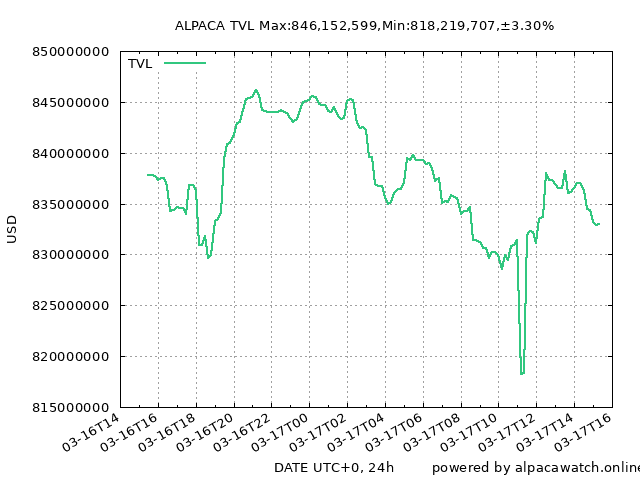 ALPACA TVL Max:846,152,599,Min:818,219,707,±3.30%
TVL
850000000
845000000
840000000
835000000
830000000
825000000
820000000
815000000
USD
03-16T14
03-16T16
03-16T18
03-16T20
03-16T22
03-17T00
03-17T02
03-17T04
03-17T06
03-17T08
03-17T10
03-17T12
03-17T14
03-17T16
DATE UTC+0, 24h
powered by alpacawatch.online